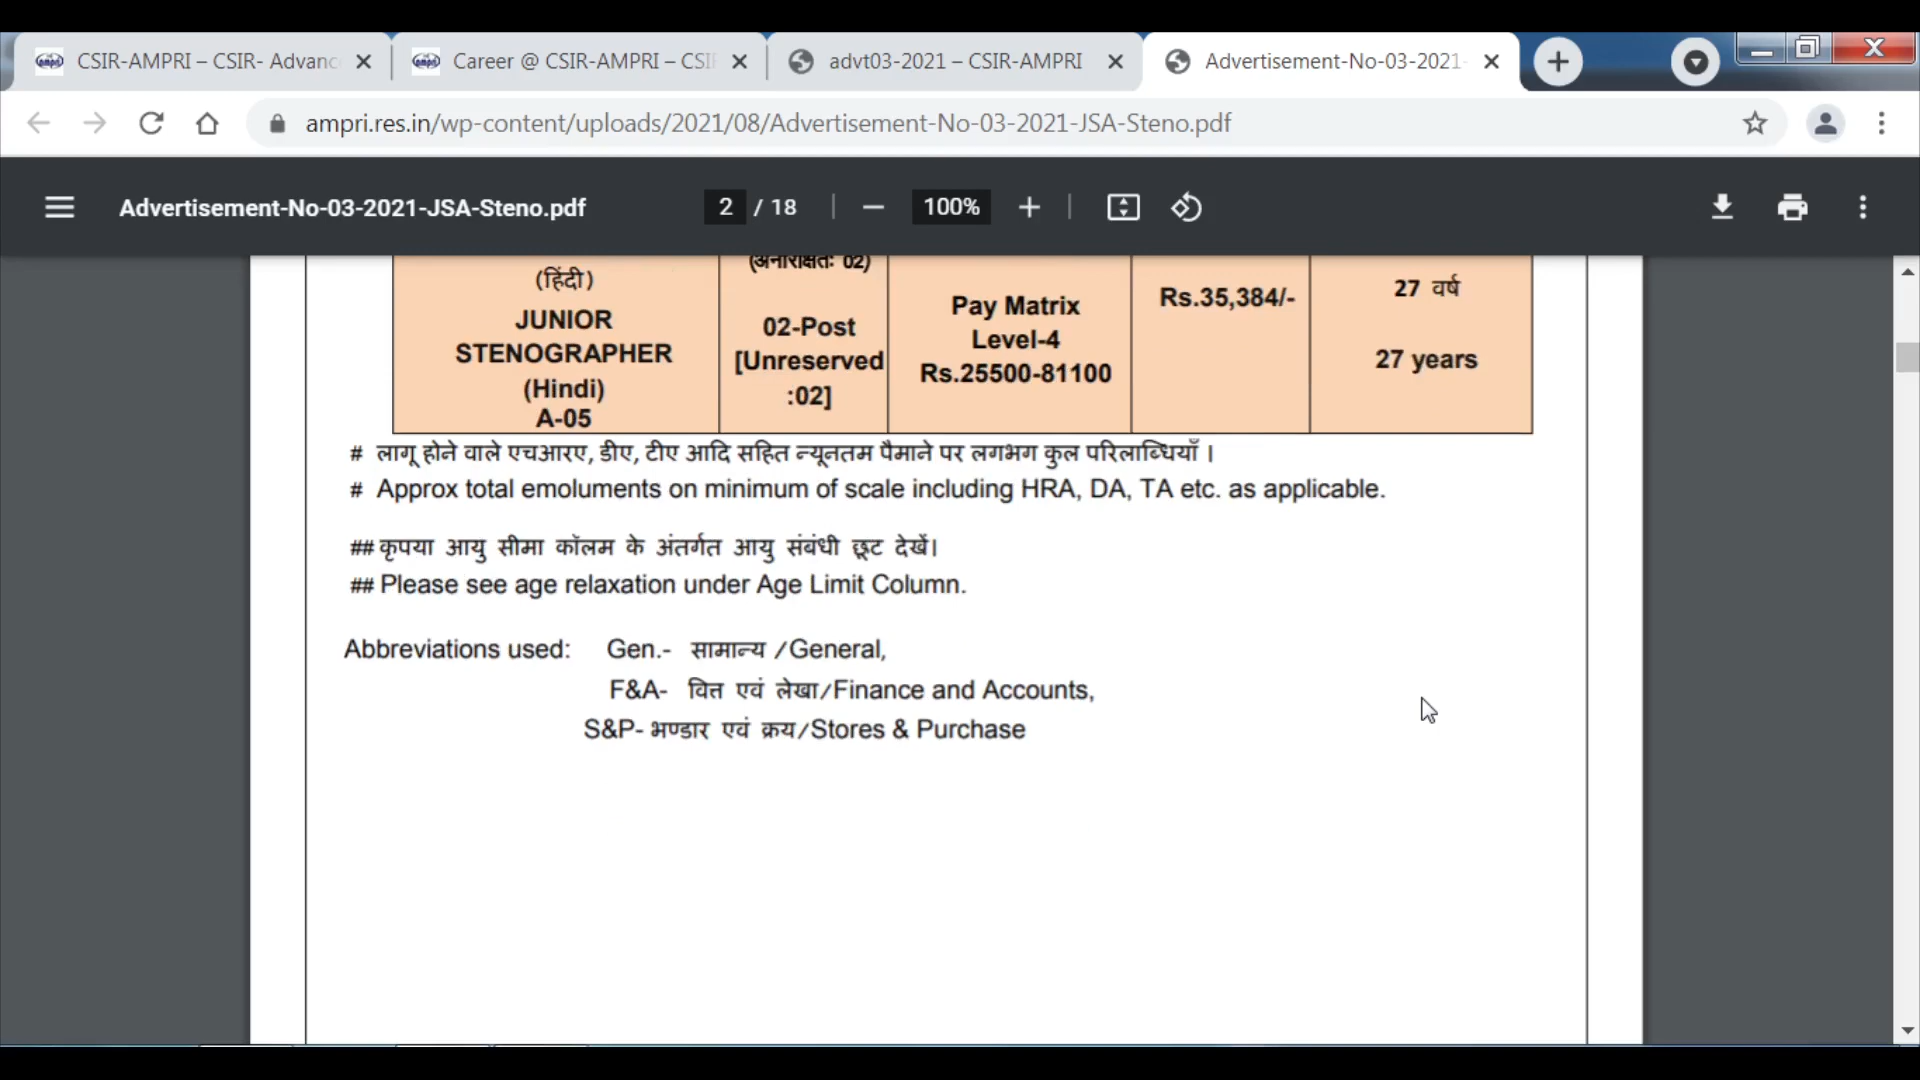 CSIR-AMPRI – CSIR- Advanc
Career @ CSIR-AMPRI – CSI
advt03-2021 – CSIR-AMPRI
Advertisement-No-03-2021-
ampri.res.in/wp-content/uploads/2021/08/Advertisement-No-03-2021-JSA-Steno.pdf
Advertisement-No-03-2021-JSA-Steno.pdf
2 / 18
100%
(हिंदी)
JUNIOR
STENOGRAPHER
(Hindi)
A-05
(अनारक्षित: 02)
02-Post
[Unreserved
:02]
Pay Matrix
Level-4
Rs.25500-81100
Rs.35,384/-
27 वर्ष
27 years
# लागू होने वाले एचआरए, डीए, टीए आदि सहित न्यूनतम पैमाने पर लगभग कुल परिलाब्धियाँ ।
# Approx total emoluments on minimum of scale including HRA, DA, TA etc. as applicable.
## कृपया आयु सीमा कॉलम के अंतर्गत आयु संबंधी छूट देखें।
## Please see age relaxation under Age Limit Column.
Abbreviations used: Gen.- सामान्य /General,
F&A- वित्त एवं लेखा/Finance and Accounts,
S&P- भण्डार एवं क्रय/Stores & Purchase